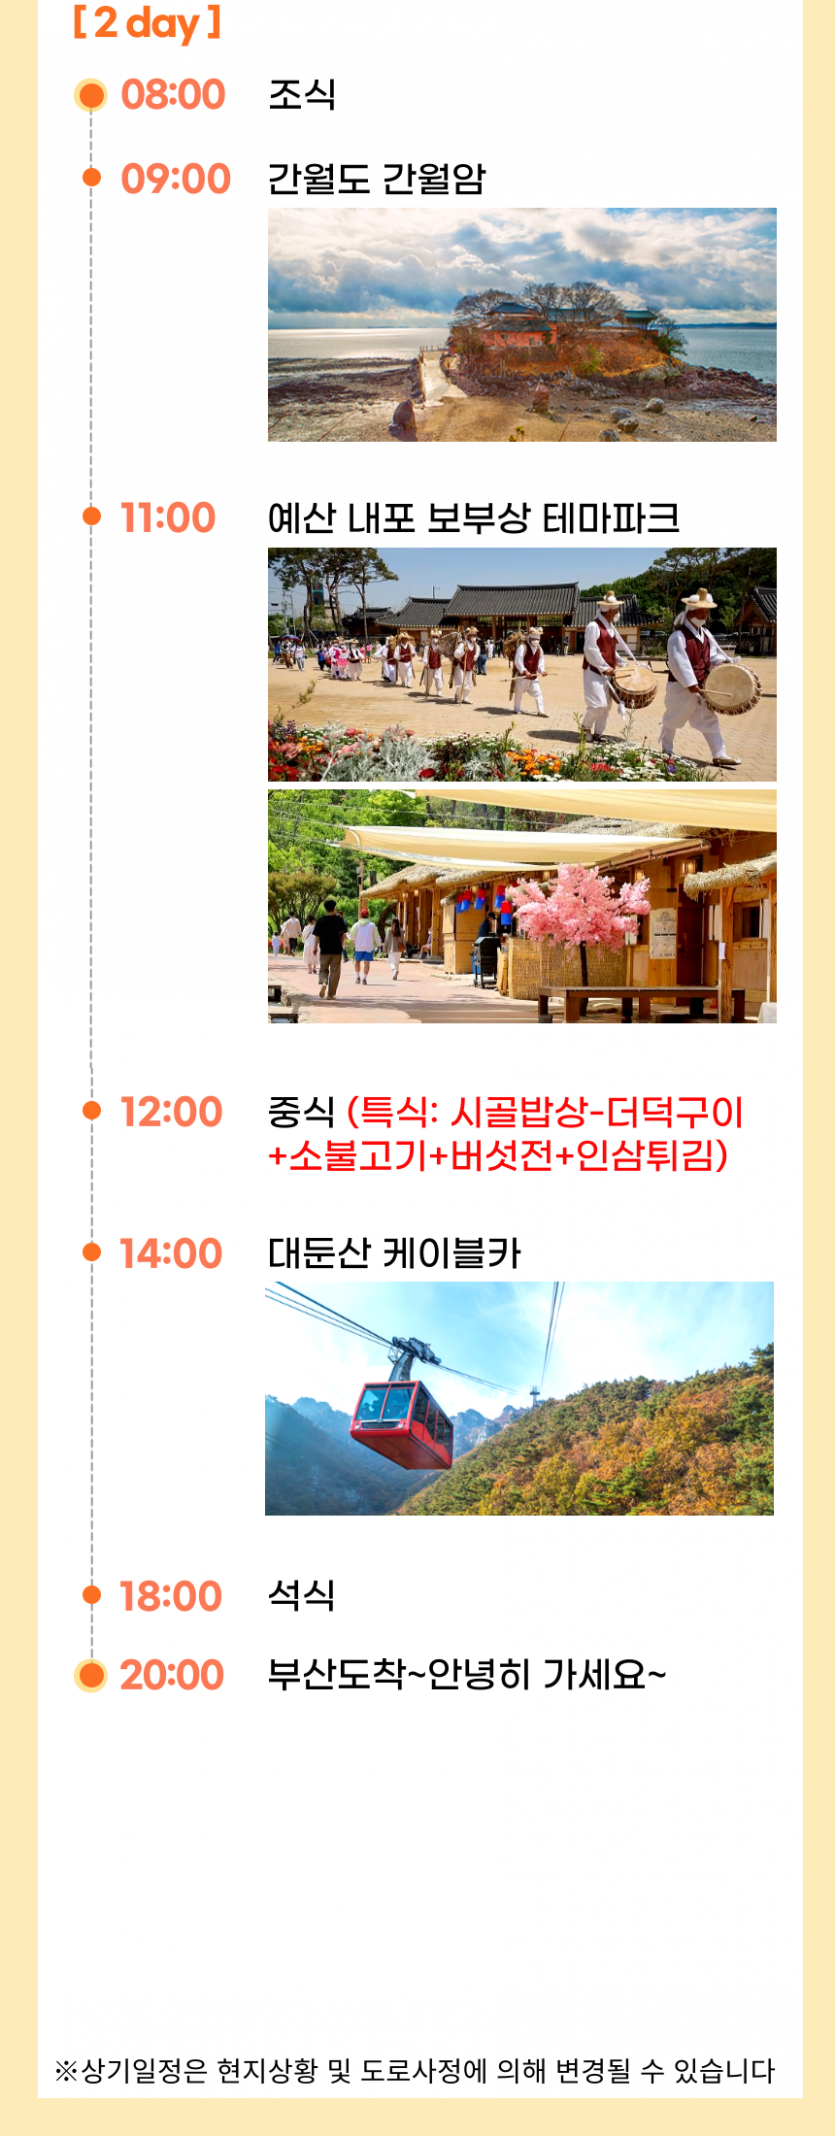 [ 2 day ]
08:00 조식
09:00 간월도 간월암
11:00 예산 내포 보부상 테마파크
12:00 중식 (특식: 시골밥상-더덕구이
+소불고기+버섯전+인삼튀김)
14:00 대둔산 케이블카
18:00 석식
20:00 부산도착~안녕히 가세요~
※상기일정은 현지상황 및 도로사정에 의해 변경될 수 있습니다